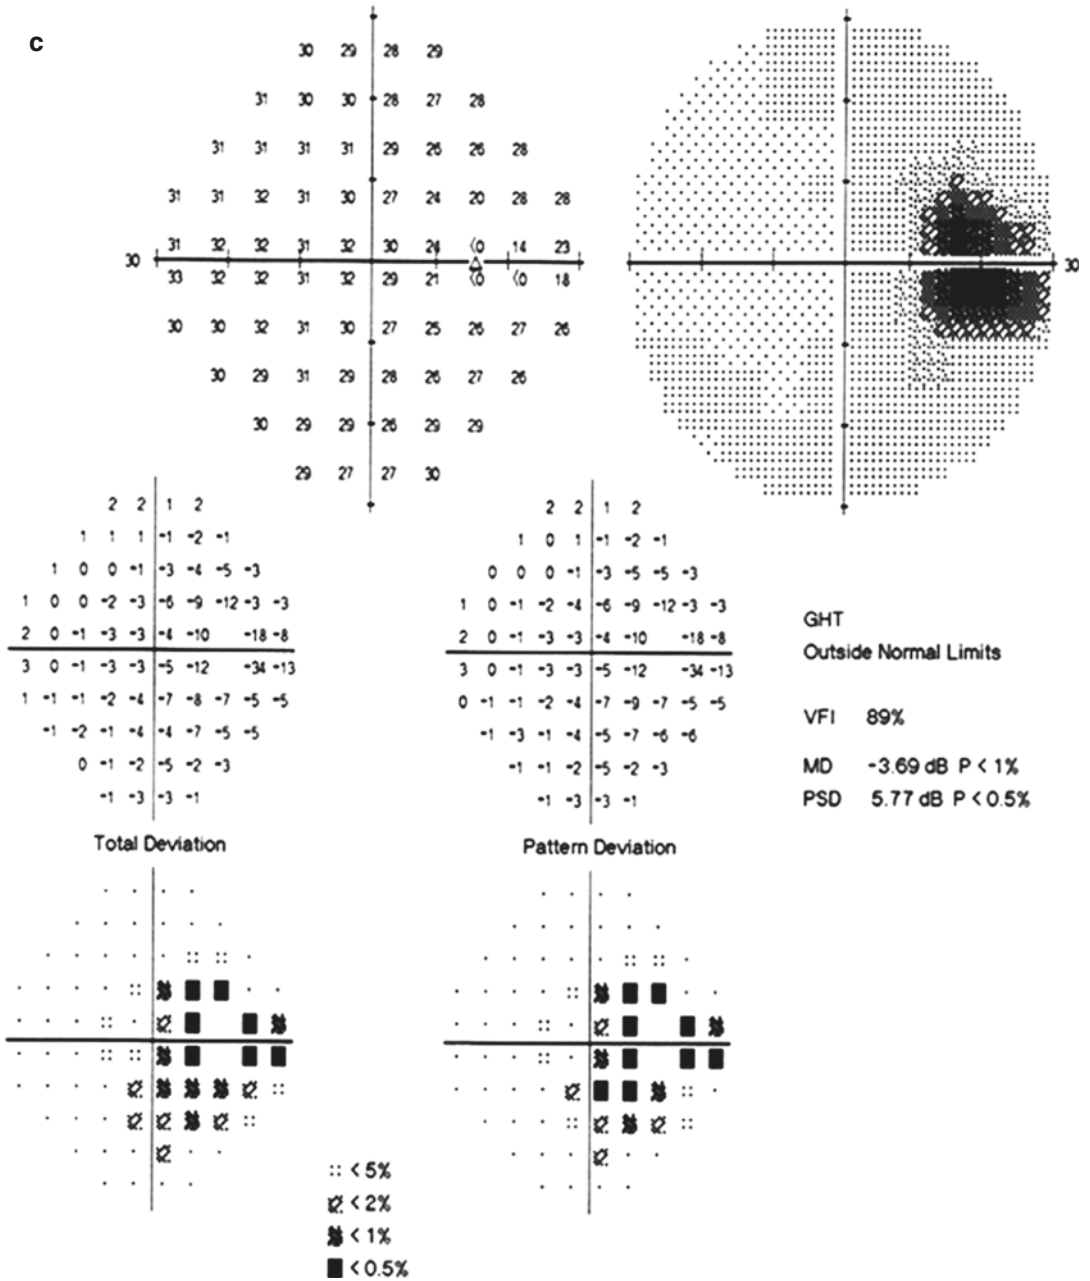 c
30 29 28 29
31 30 30 28 27 28
31 31 31 31 29 26 26 28
31 31 32 31 30 27 24 20 28 28
31 32 32 31 32 30 24 <0 14 23
30 30
33 32 32 31 32 29 21 <0 <0 18
30 30 32 31 30 27 25 26 27 26
30 29 31 29 28 26 27 26
30 29 29 26 29 29
29 27 27 30
2 2 1 2
1 1 1 -1 -2 -1
1 0 0 -1 -3 -4 -5 -3
1 0 0 -2 -3 -6 -9 -12 -3 -3
2 0 -1 -3 -3 -4 -10 -18 -8
3 0 -1 -3 -3 -5 -12 -34 -13
1 -1 -1 -2 -4 -7 -8 -7 -5 -5
-1 -2 -1 -4 -4 -7 -5 -5
0 -1 -2 -5 -2 -3
-1 -3 -3 -1
Total Deviation
2 2 1 2
1 0 1 -1 -2 -1
0 0 0 -1 -3 -5 -5 -3
1 0 -1 -2 -4 -6 -9 -12 -3 -3
2 0 -1 -3 -3 -4 -10 -18 -8
3 0 -1 -3 -3 -5 -12 -34 -13
0 -1 -1 -2 -4 -7 -9 -7 -5 -5
-1 -3 -1 -4 -5 -7 -6 -6
-1 -1 -2 -5 -2 -3
-1 -3 -3 -1
Pattern Deviation
GHT
Outside Normal Limits
VFI 89%
MD -3.69 dB P < 1%
PSD 5.77 dB P < 0.5%
< 5%
< 2%
< 1%
< 0.5%